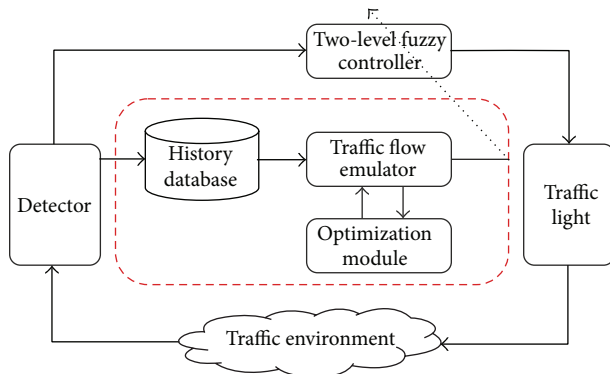 Two-level fuzzy
controller
History
database
Traffic flow
emulator
Detector
Traffic
light
Optimization
module
Traffic environment